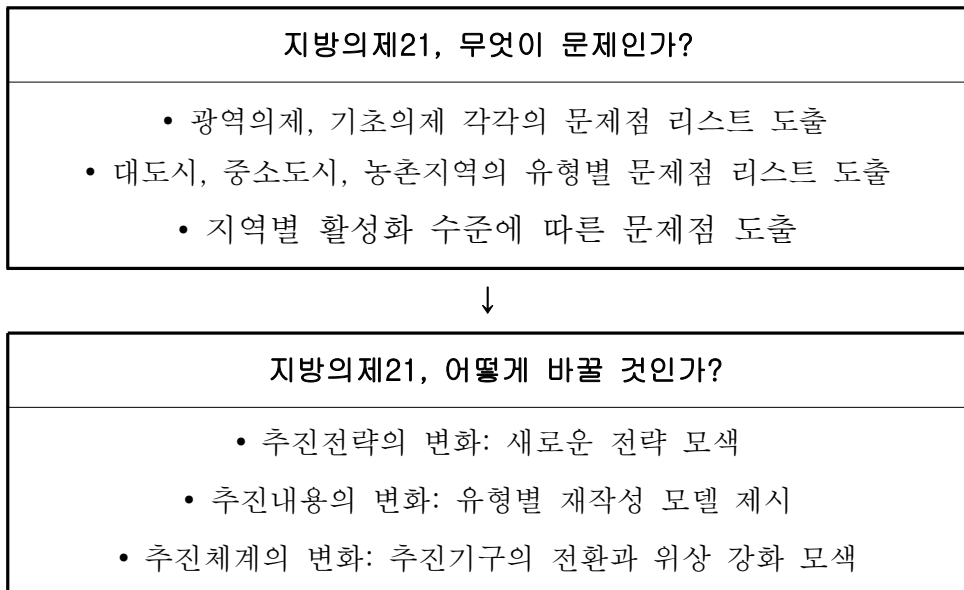 지방의제21, 무엇이 문제인가?
• 광역의제, 기초의제 각각의 문제점 리스트 도출
• 대도시, 중소도시, 농촌지역의 유형별 문제점 리스트 도출
• 지역별 활성화 수준에 따른 문제점 도출
↓
지방의제21, 어떻게 바꿀 것인가?
• 추진전략의 변화: 새로운 전략 모색
• 추진내용의 변화: 유형별 재작성 모델 제시
• 추진체계의 변화: 추진기구의 전환과 위상 강화 모색